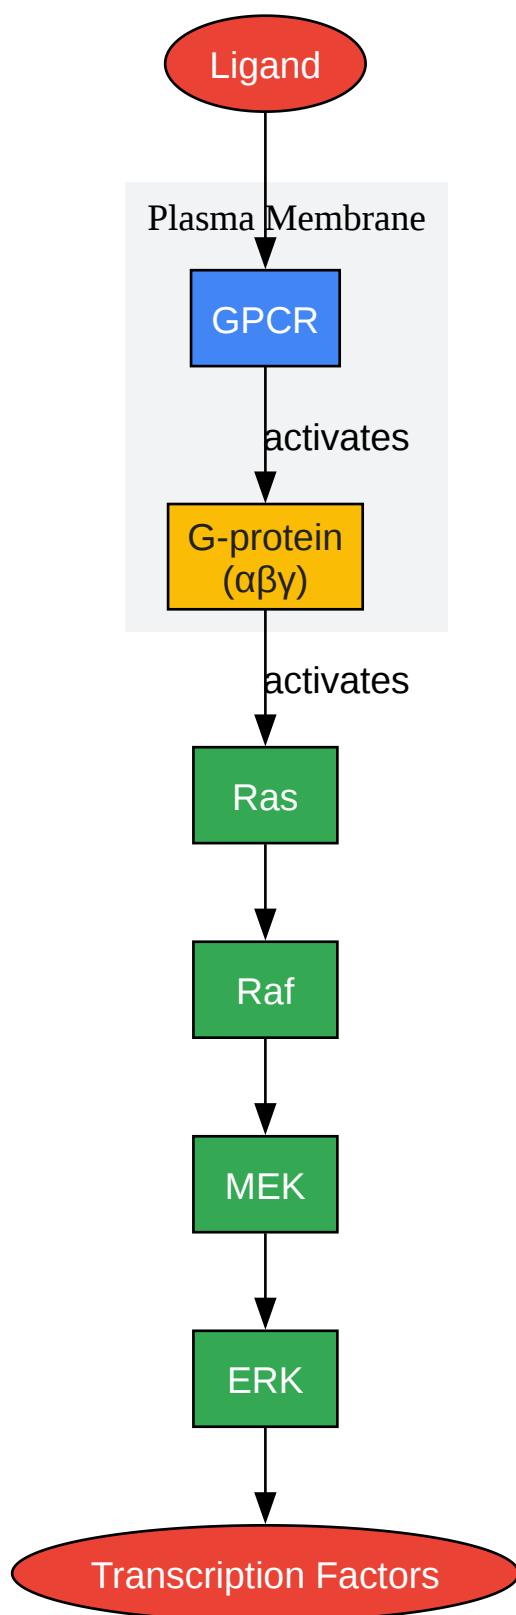 Ligand
Plasma Membrane
GPCR
activates
G-protein
(αβγ)
activates
Ras
Raf
MEK
ERK
Transcription Factors